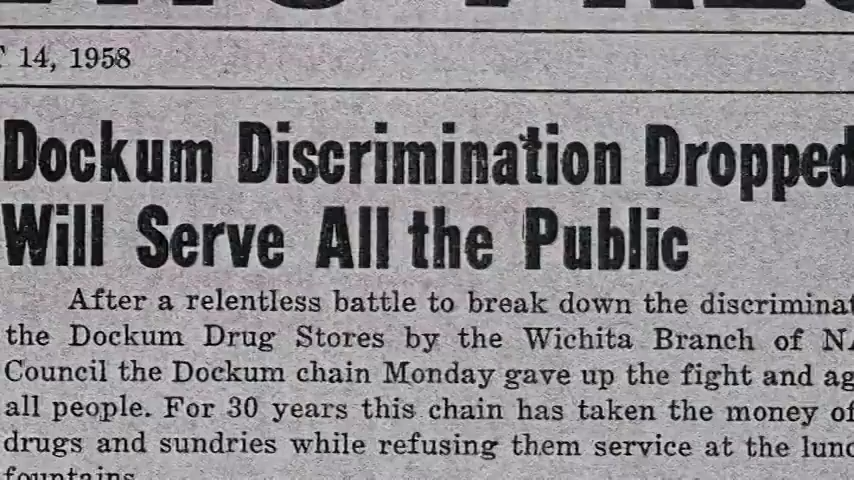 14, 1958
Dockum Discrimination Dropped
Will Serve All the Public
After a relentless battle to break down the
the Dockum Drug Stores by the Wichita Branch of
Council the Dockum chain Monday gave up the fight and
all people. For 30 years this chain has taken the money of
drugs and sundries while refusing them service at the
fountains